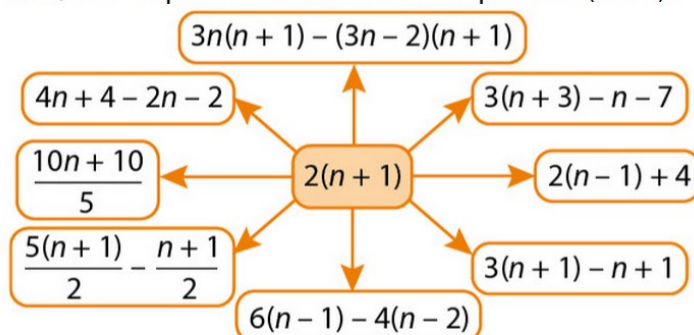 3n(n + 1) – (3n – 2)(n + 1)
4n + 4 – 2n – 2
3(n + 3) – n – 7
10n + 10
5
2(n + 1)
2(n – 1) + 4
5(n + 1)
2
–
n + 1
2
3(n + 1) – n + 1
6(n – 1) – 4(n – 2)